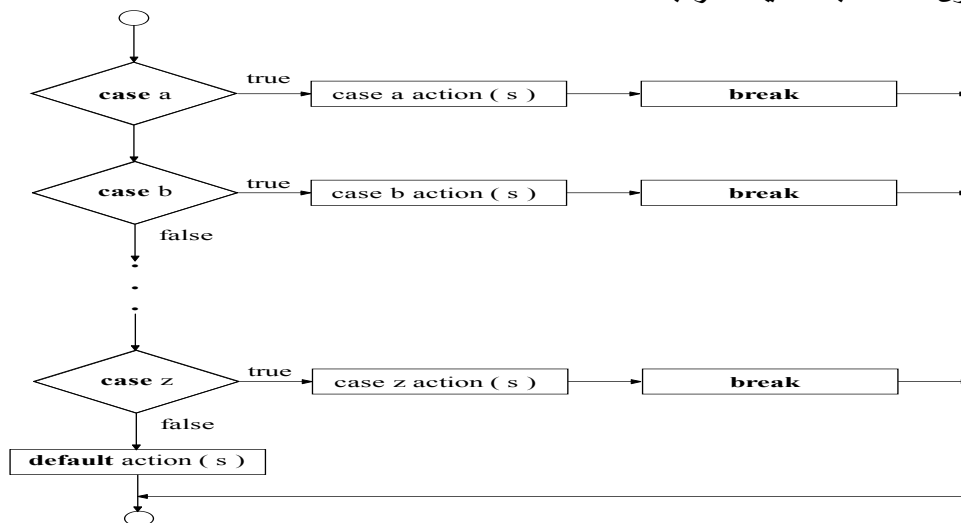 true
case a
case a action ( s )
break
true
case b
case b action ( s )
break
false
true
case z
case z action ( s )
break
false
default action ( s )